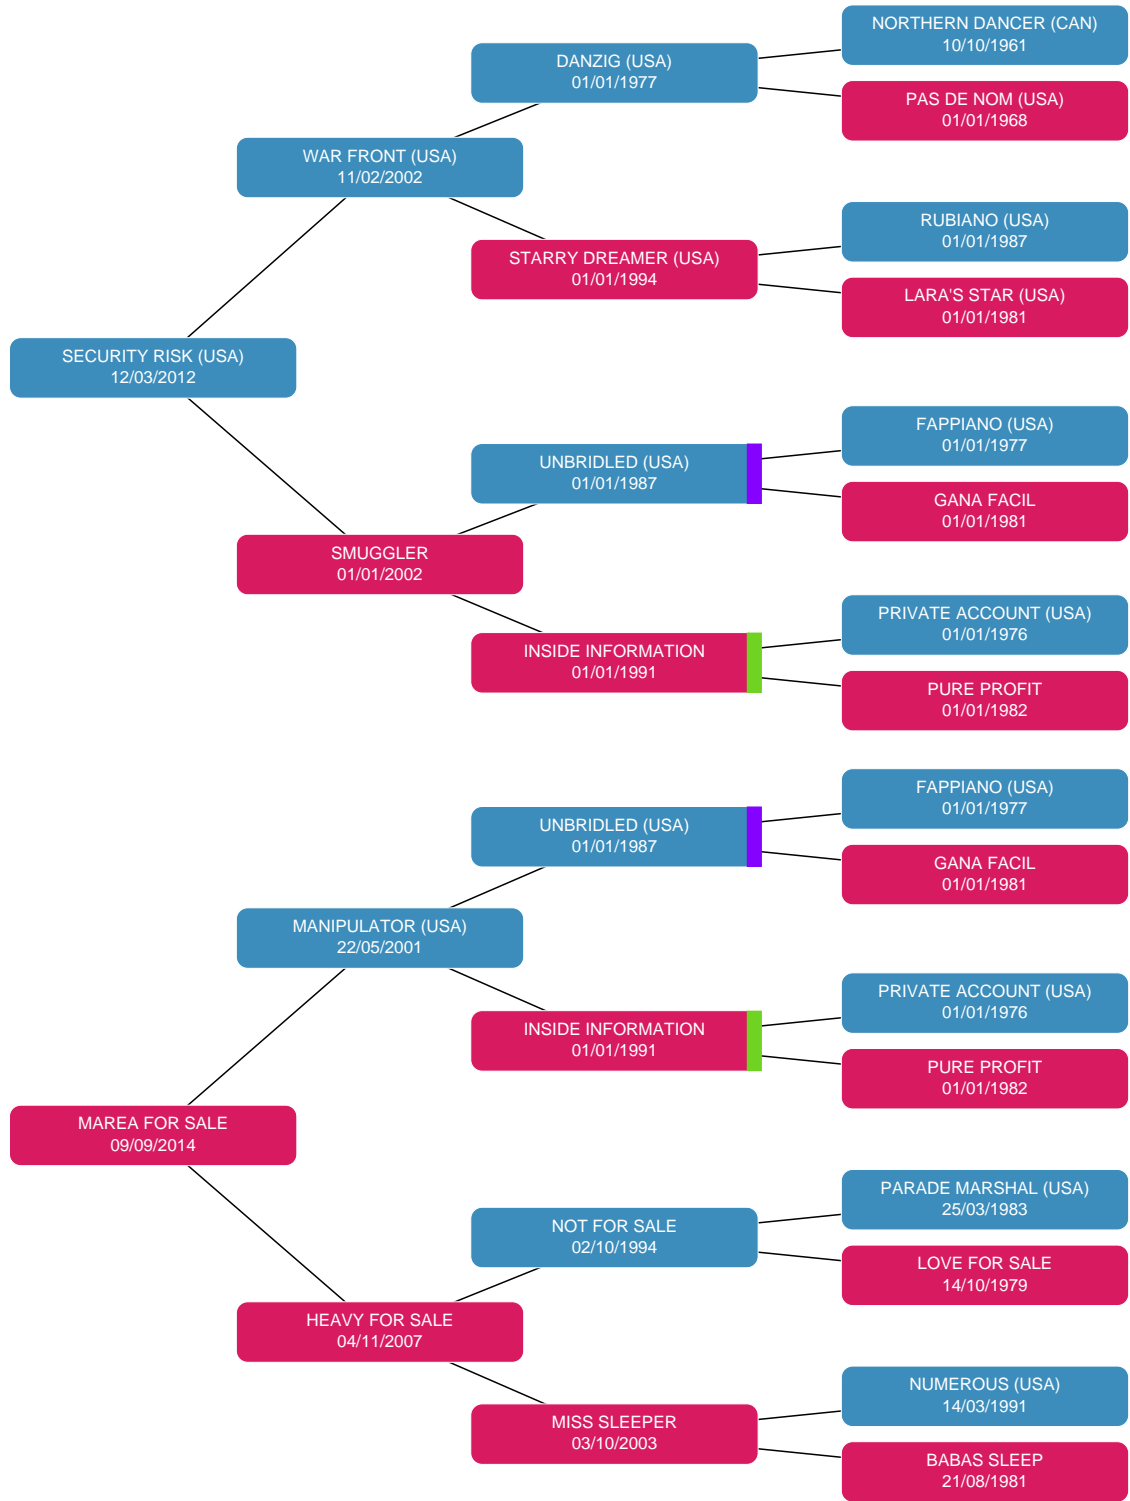 NORTHERN DANCER (CAN)
10/10/1961
DANZIG (USA)
01/01/1977
PAS DE NOM (USA)
01/01/1968
WAR FRONT (USA)
11/02/2002
RUBIANO (USA)
01/01/1987
STARRY DREAMER (USA)
01/01/1994
LARA'S STAR (USA)
01/01/1981
SECURITY RISK (USA)
12/03/2012
FAPPIANO (USA)
01/01/1977
UNBRIDLED (USA)
01/01/1987
GANA FACIL
01/01/1981
SMUGGLER
01/01/2002
PRIVATE ACCOUNT (USA)
01/01/1976
INSIDE INFORMATION
01/01/1991
PURE PROFIT
01/01/1982
FAPPIANO (USA)
01/01/1977
UNBRIDLED (USA)
01/01/1987
GANA FACIL
01/01/1981
MANIPULATOR (USA)
22/05/2001
PRIVATE ACCOUNT (USA)
01/01/1976
INSIDE INFORMATION
01/01/1991
PURE PROFIT
01/01/1982
MAREA FOR SALE
09/09/2014
PARADE MARSHAL (USA)
25/03/1983
NOT FOR SALE
02/10/1994
LOVE FOR SALE
14/10/1979
HEAVY FOR SALE
04/11/2007
NUMEROUS (USA)
14/03/1991
MISS SLEEPER
03/10/2003
BABAS SLEEP
21/08/1981